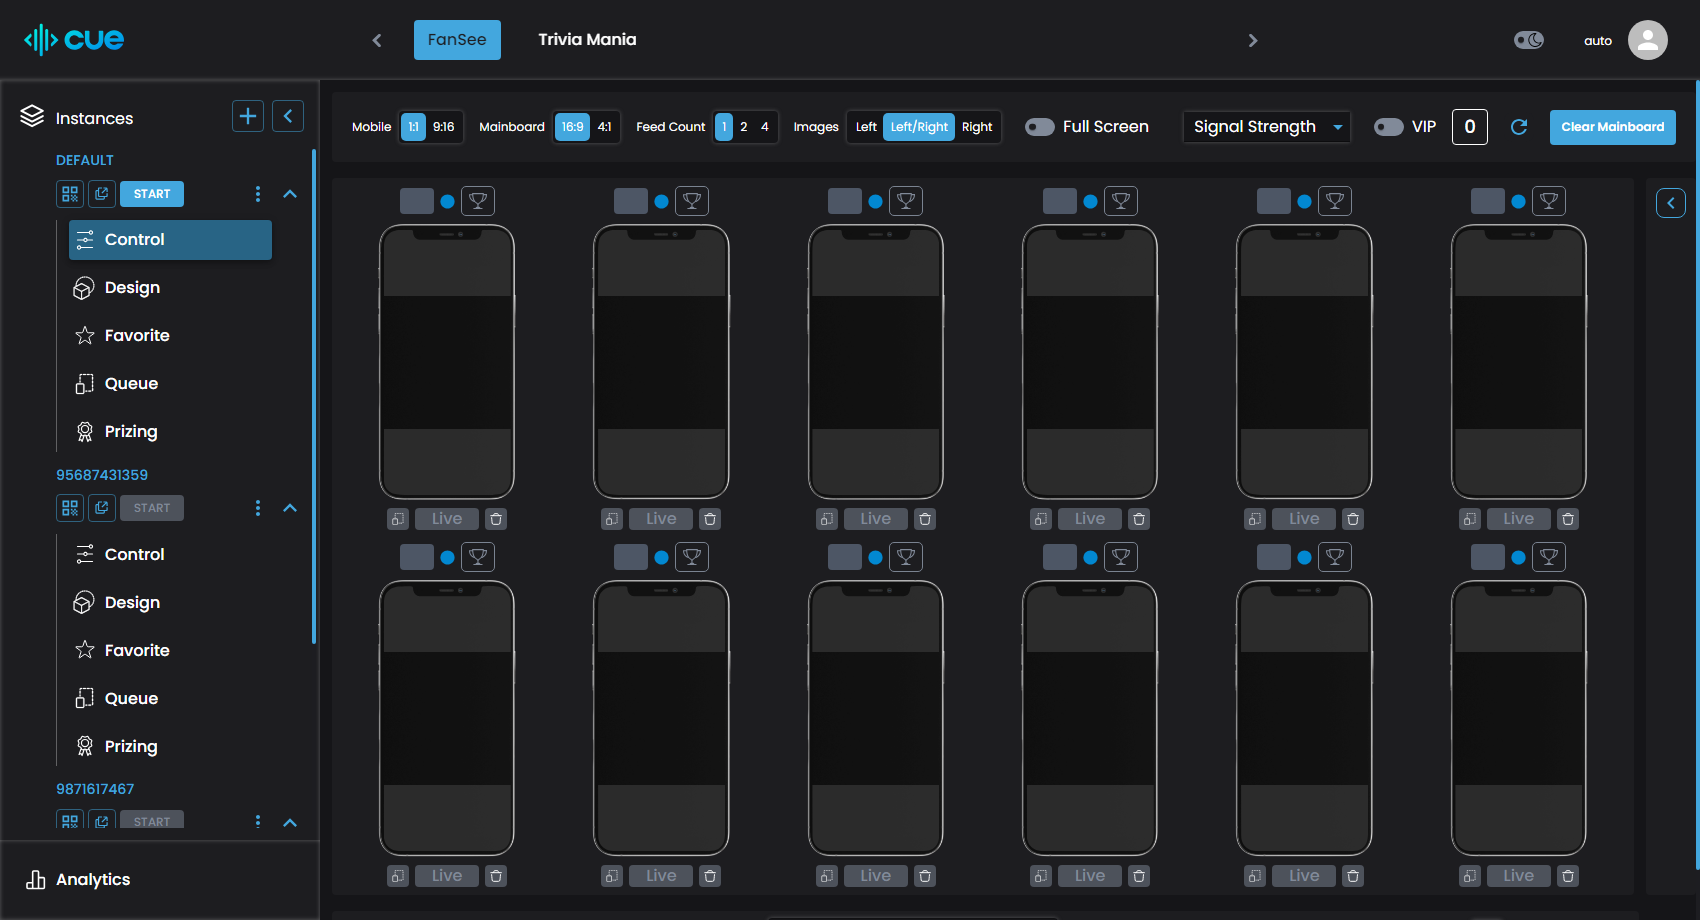 cue
FanSee
Trivia Mania
auto
Instances
DEFAULT
START
Control
Design
Favorite
Queue
Prizing
95687431359
START
Control
Design
Favorite
Queue
Prizing
9871617467
START
Analytics
Mobile 1:1 9:16 Mainboard 16:9 4:1 Feed Count 1 2 4 Images Left Left/Right Right Full Screen Signal Strength VIP 0 Clear Mainboard
Live Live Live Live Live Live
Live Live Live Live Live Live